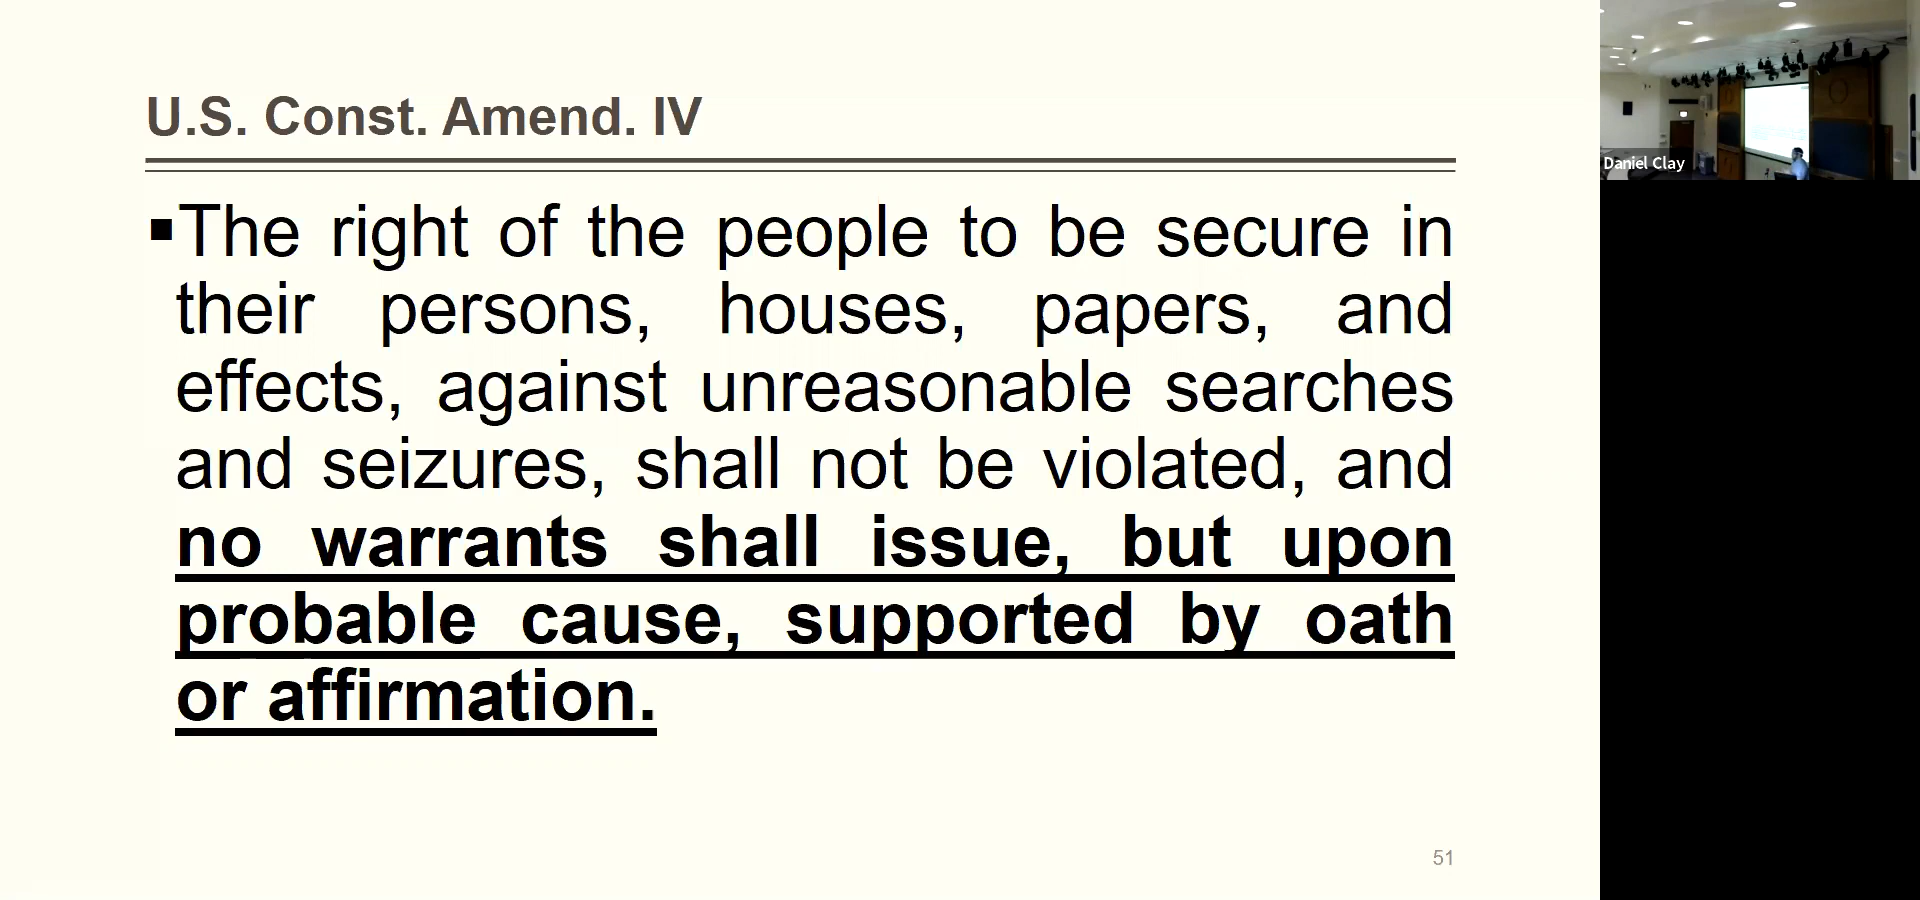 U.S. Const. Amend. IV
▪The right of the people to be secure in
their persons, houses, papers, and
effects, against unreasonable searches
and seizures, shall not be violated, and
no warrants shall issue, but upon
probable cause, supported by oath
or affirmation.
51
Daniel Clay